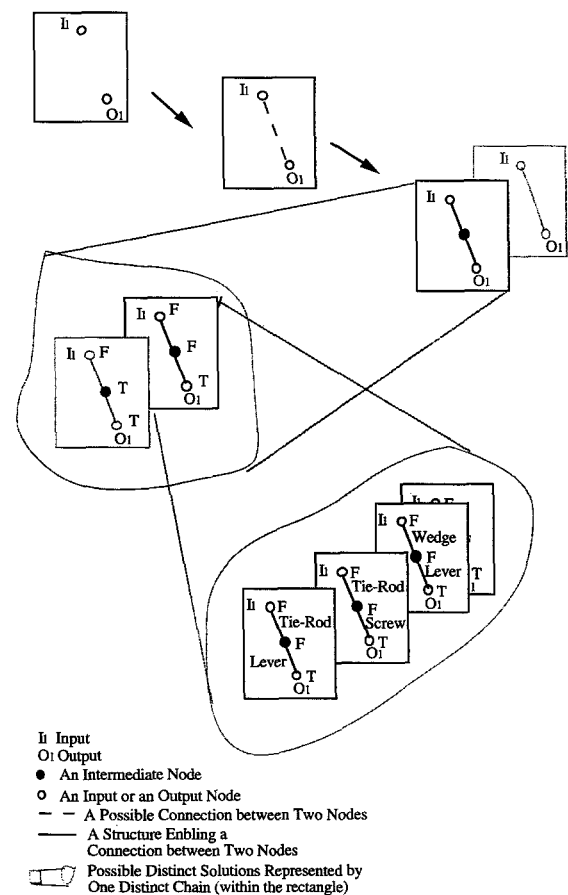 I1
O1
I1
O1
I1
O1
I1
O1
I1 F
F
T
O1
I1 F
T
T
O1
I1 F
T
I1 F
Wedge
F
Lever
T
O1
I1 F
Tie-Rod
F
Screw
T
O1
I1 F
Tie-Rod
F
Lever
T
O1
I1 Input
O1 Output
An Intermediate Node
An Input or an Output Node
A Possible Connection between Two Nodes
A Structure Enbling a
Connection between Two Nodes
Possible Distinct Solutions Represented by
One Distinct Chain (within the rectangle)